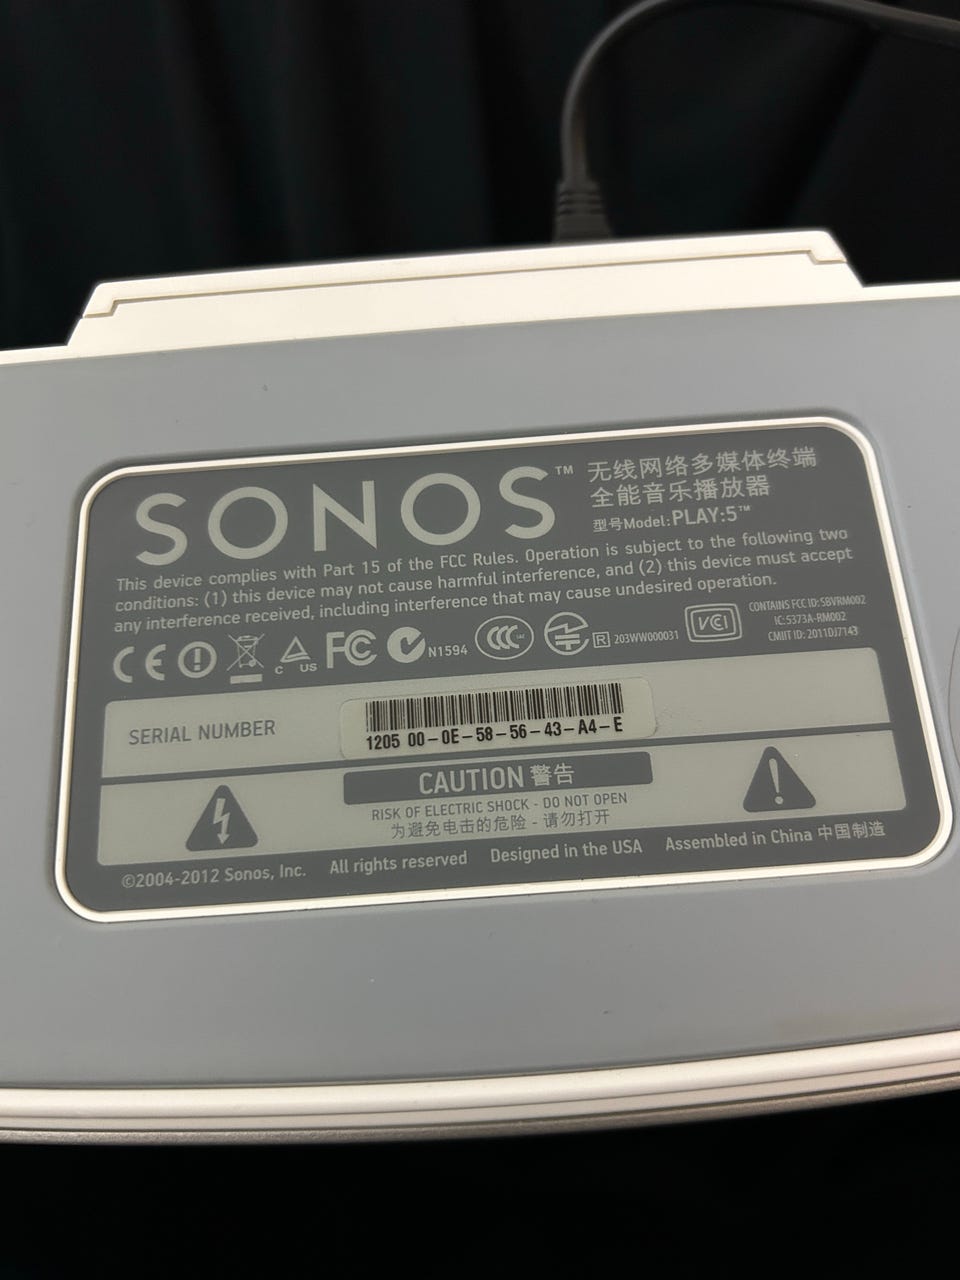 SONOS™
无线网络多媒体终端
全能音乐播放器
型号Model:PLAY:5™
This device complies with Part 15 of the FCC Rules. Operation is subject to the following two
conditions: (1) this device may not cause harmful interference, and (2) this device must accept
any interference received, including interference that may cause undesired operation.
CE
C US
FC
N1594
CCC
R 203WW000031
VCI
CONTAINS FCC ID: SBVRM002
IC: 5373A-RM002
CMIIT ID: 2011DJ7143
SERIAL NUMBER
1205 00-0E-58-56-43-A4-E
CAUTION 警告
RISK OF ELECTRIC SHOCK - DO NOT OPEN
为避免电击的危险 - 请勿打开
©2004-2012 Sonos, Inc. All rights reserved Designed in the USA Assembled in China 中国制造